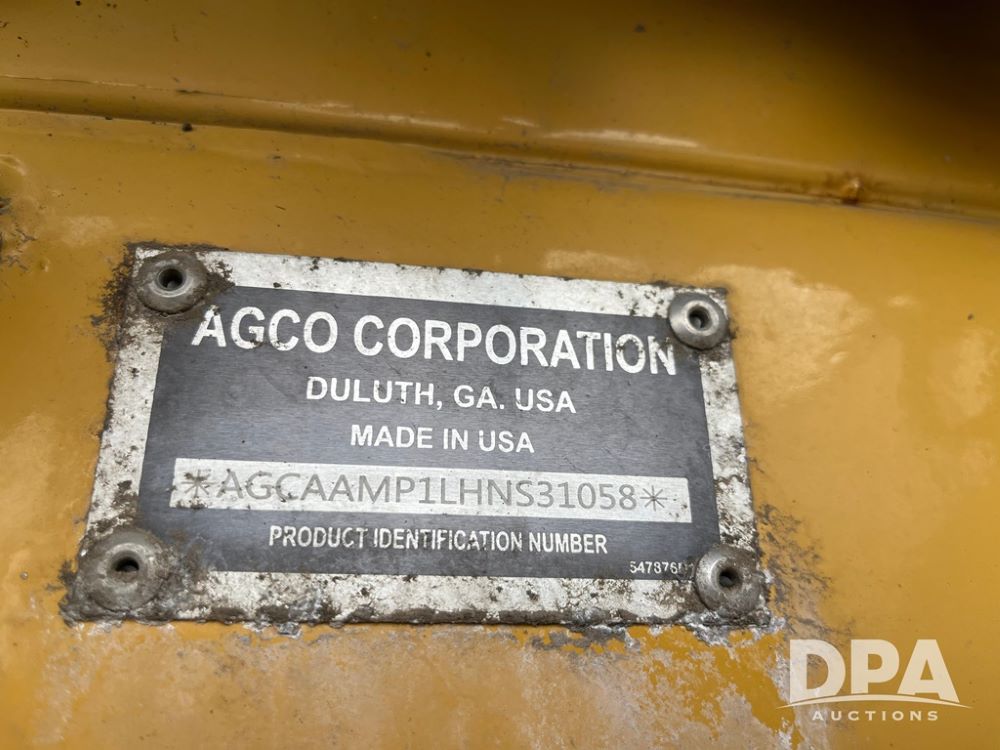 AGCO CORPORATION
DULUTH, GA. USA
MADE IN USA
*AGCAAMP1LHNS31058*
PRODUCT IDENTIFICATION NUMBER
DPA
AUCTIONS